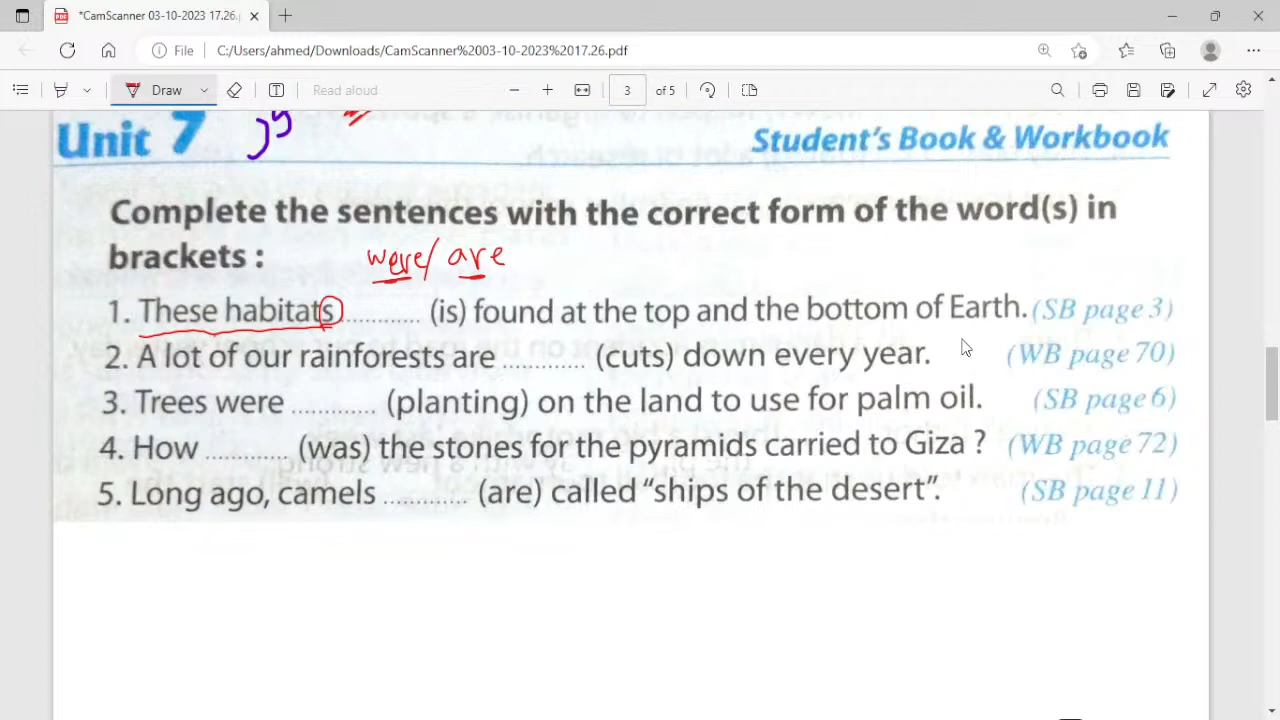 *CamScanner 03-10-2023 17.26.
File C:/Users/ahmed/Downloads/CamScanner%2003-10-2023%2017.26.pdf
Draw Read aloud 3 of 5
Unit 7 Student's Book & Workbook
Complete the sentences with the correct form of the word(s) in
brackets :
were/ are
1. These habitats ............ (is) found at the top and the bottom of Earth. (SB page 3)
2. A lot of our rainforests are ............ (cuts) down every year. (WB page 70)
3. Trees were ............ (planting) on the land to use for palm oil. (SB page 6)
4. How ............ (was) the stones for the pyramids carried to Giza ? (WB page 72)
5. Long ago, camels ............ (are) called “ships of the desert”. (SB page 11)